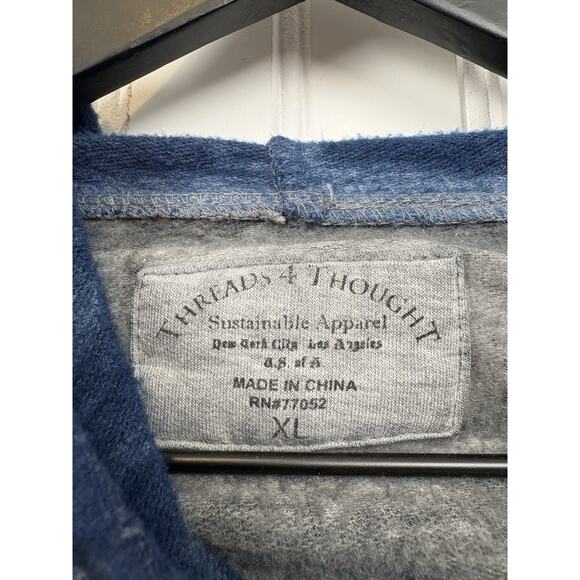 THREADS 4 THOUGHT
Sustainable Apparel
New York City Los Angeles
U.S. of A
MADE IN CHINA
RN#77052
XL